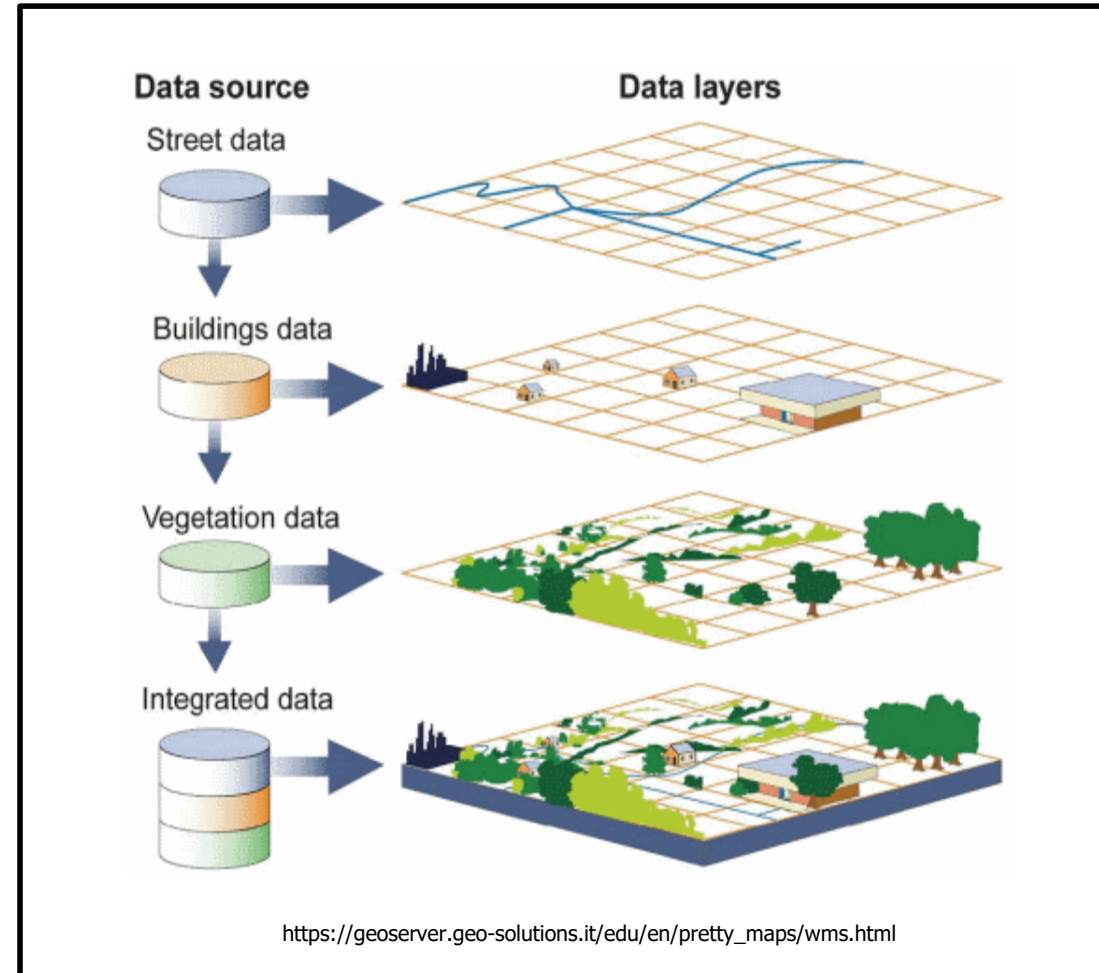 Data source
Data layers
Street data
Buildings data
Vegetation data
Integrated data
https://geoserver.geo-solutions.it/edu/en/pretty_maps/wms.html